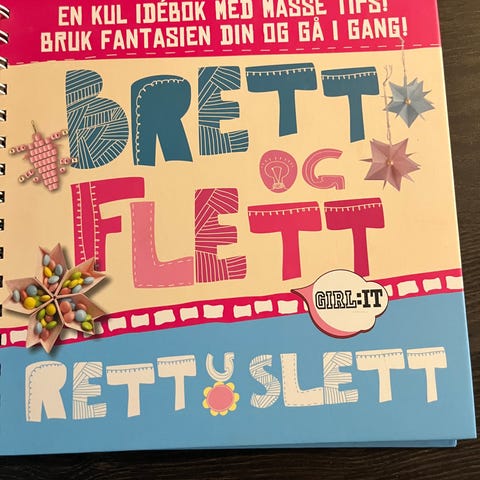 EN KUL IDÉBOK MED MASSE TIPS!
BRUK FANTASIEN DIN OG GÅ I GANG!
BRETT
OG
FLETT
GIRL:IT
RETT OG SLETT